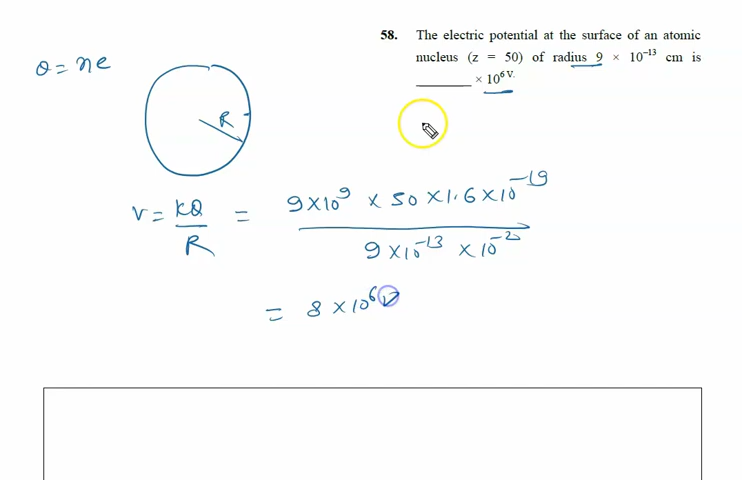 58. The electric potential at the surface of an atomic
nucleus (z = 50) of radius 9 × 10⁻¹³ cm is
_______ × 10⁶ V.
Q = ne
R
V = KQ/R = 9×10⁹ × 50 × 1.6 × 10⁻¹⁹ / 9×10⁻¹³ × 10⁻²
= 8 × 10⁶ V